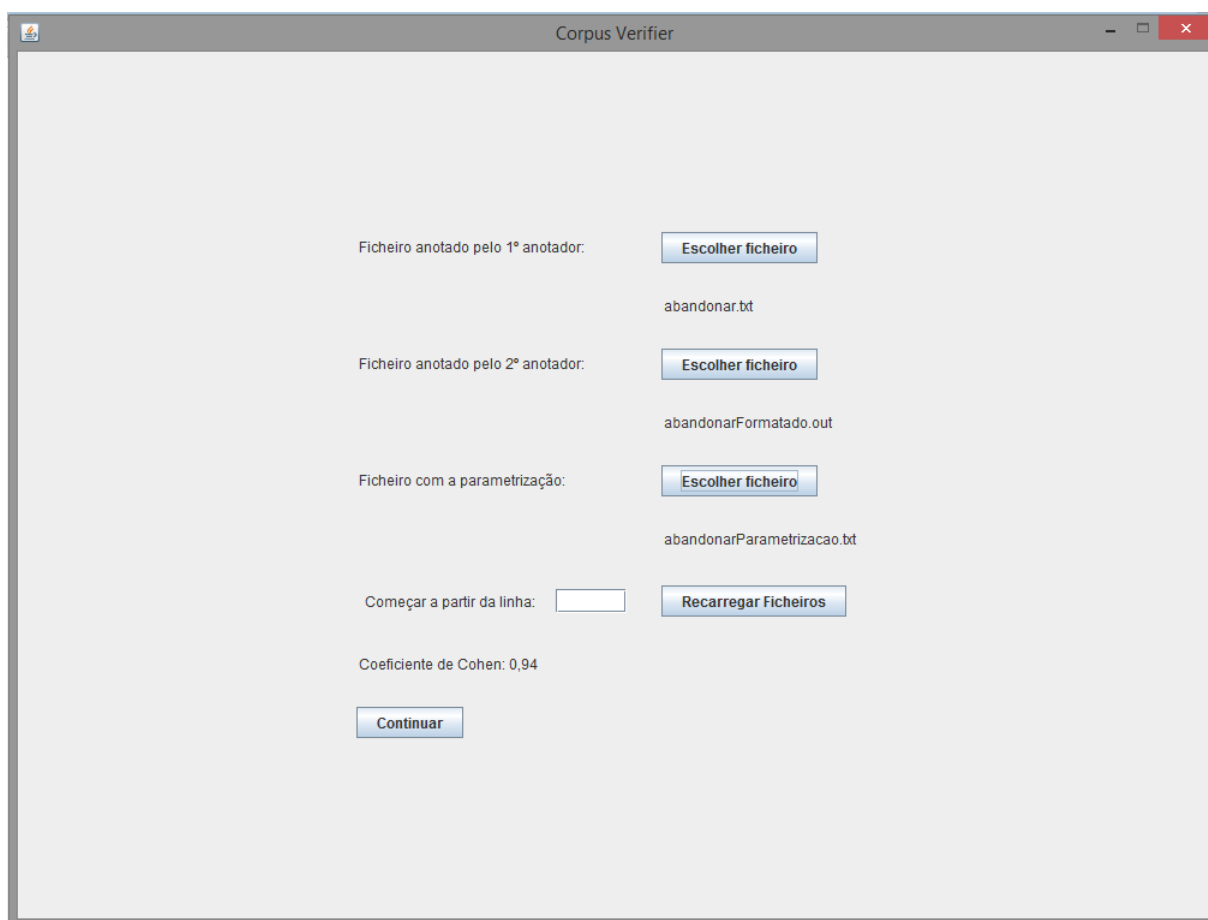 Corpus Verifier
Ficheiro anotado pelo 1º anotador: Escolher ficheiro
abandonar.txt
Ficheiro anotado pelo 2º anotador: Escolher ficheiro
abandonarFormatado.out
Ficheiro com a parametrização: Escolher ficheiro
abandonarParametrizacao.txt
Começar a partir da linha: Recarregar Ficheiros
Coeficiente de Cohen: 0,94
Continuar